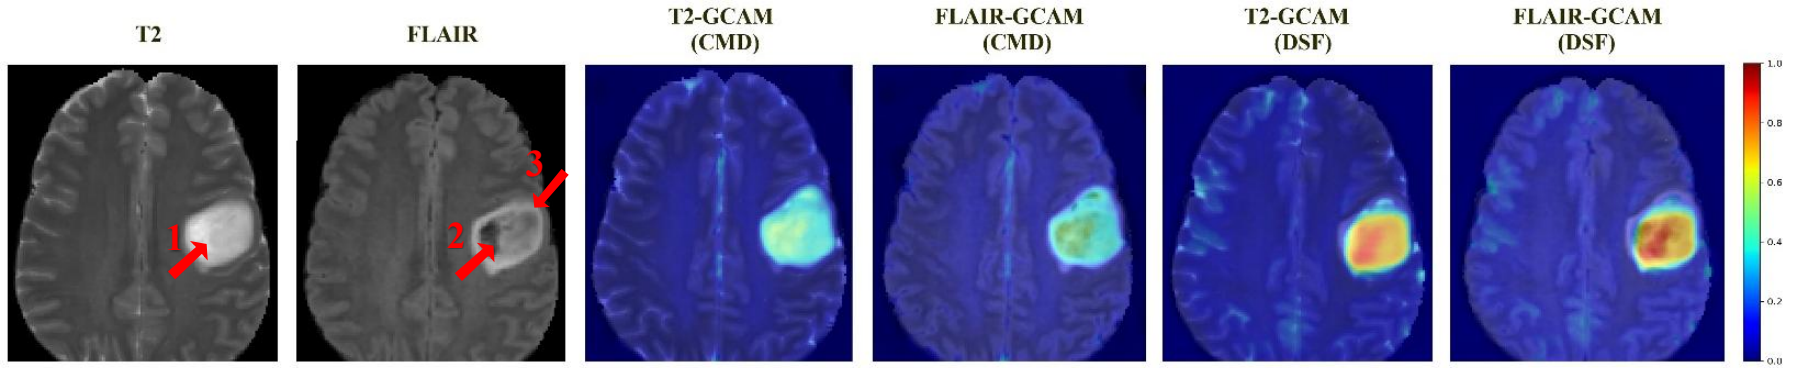 T2
FLAIR
T2-GCAM
(CMD)
FLAIR-GCAM
(CMD)
T2-GCAM
(DSF)
FLAIR-GCAM
(DSF)
1
2
3
1.0
0.8
0.6
0.4
0.2
0.0